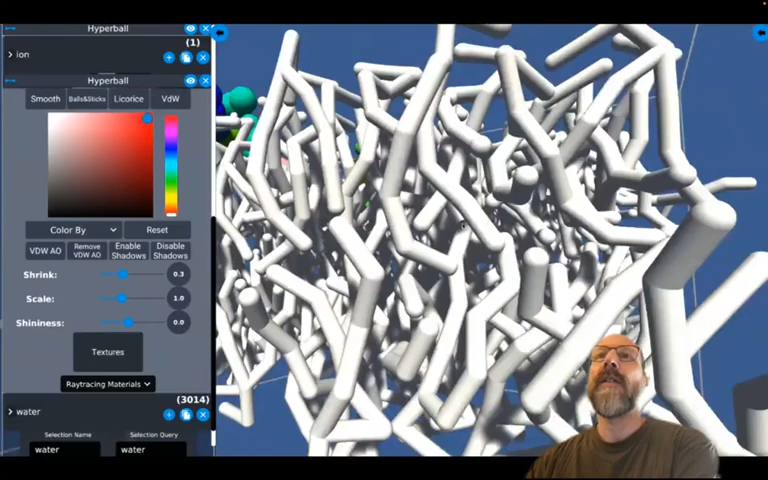 Hyperball
(1)
ion
Hyperball
Smooth Balls&Sticks Licorice VdW
Color By Reset
VDW AO Remove VDW AO Enable Shadows Disable Shadows
Shrink: 0.3
Scale: 1.0
Shininess: 0.0
Textures
Raytracing Materials
(3014)
water
Selection Name Selection Query
water water